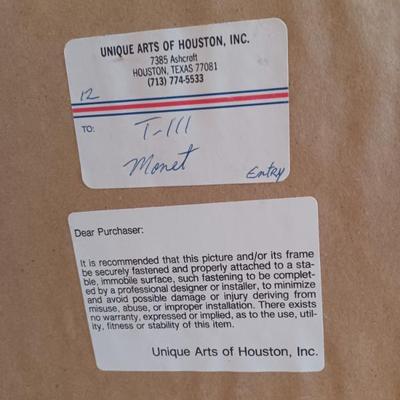 UNIQUE ARTS OF HOUSTON, INC.
7385 Ashcroft
HOUSTON, TEXAS 77081
(713) 774-5533
12
TO: T-111
Monet
Entry
Dear Purchaser:
It is recommended that this picture and/or its frame
be securely fastened and properly attached to a sta-
ble, immobile surface, such fastening to be complet-
ed by a professional designer or installer, to minimize
and avoid possible damage or injury deriving from
misuse, abuse, or improper installation. There exists
no warranty, expressed or implied, as to the use, util-
ity, fitness or stability of this item.
Unique Arts of Houston, Inc.